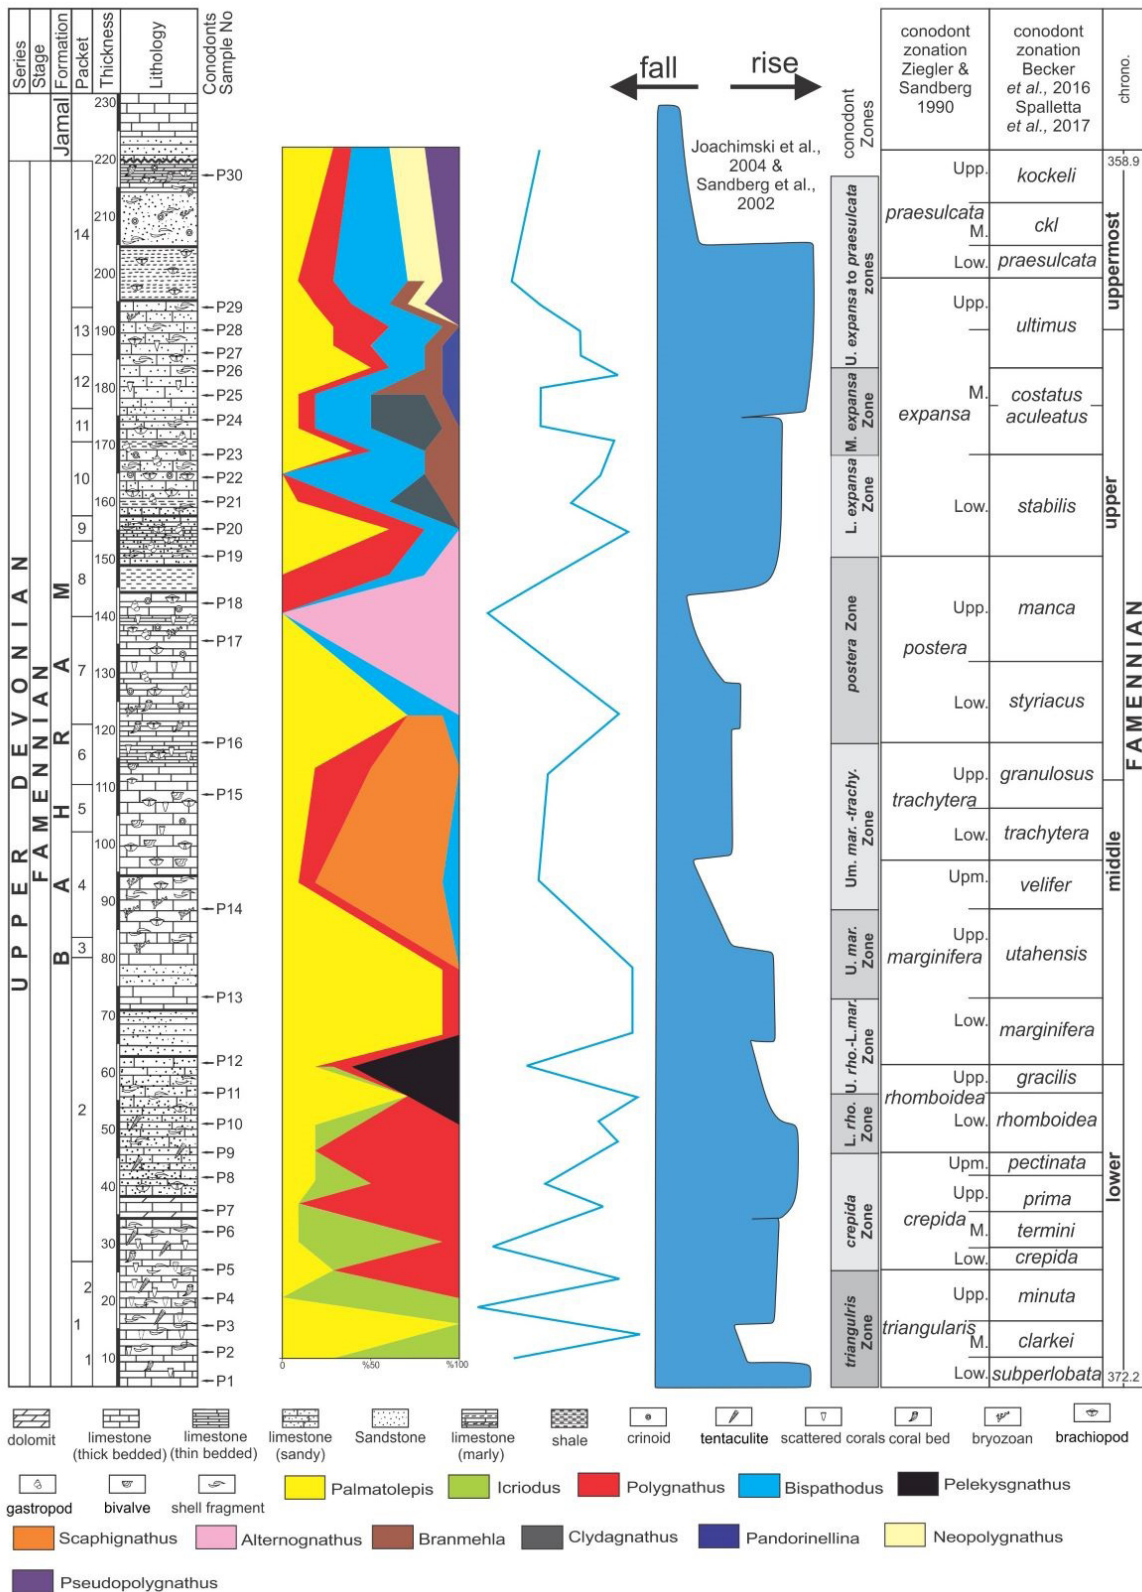 Series
Stage
Formation
Packet
Thickness
Lithology
Conodonts
Sample No
fall
rise
Joachimski et al.,
2004 &
Sandberg et al.,
2002
conodont
Zones
conodont
zonation
Ziegler &
Sandberg
1990
conodont
zonation
Becker
et al., 2016
Spalletta
et al., 2017
chrono.
UPPER DEVONIAN
FAMENNIAN
Jamal
BAHRAM
14
13
12
11
10
9
8
7
6
5
4
3
2
2
1
1
230
220
210
200
190
180
170
160
150
140
130
120
110
100
90
80
70
60
50
40
30
20
10
P30
P29
P28
P27
P26
P25
P24
P23
P22
P21
P20
P19
P18
P17
P16
P15
P14
P13
P12
P11
P10
P9
P8
P7
P6
P5
P4
P3
P2
P1
0
%50
%100
U. expansa to praesulcata
zones
M. expansa
Zone
L. expansa
Zone
postera Zone
Um. mar. -trachy.
Zone
U. mar.
Zone
U. rho.-L.mar.
Zone
L. rho.
Zone
crepida
Zone
triangulris
Zone
Upp.
praesulcata
M.
Low.
Upp.
M.
expansa
Low.
Upp.
postera
Low.
Upp.
trachytera
Low.
Upm.
Upp.
marginifera
Low.
Upp.
rhomboidea
Low.
Upm.
Upp.
crepida
M.
Low.
Upp.
triangularis
M.
Low.
kockeli
ckl
praesulcata
ultimus
costatus
aculeatus
stabilis
manca
styriacus
granulosus
trachytera
velifer
utahensis
marginifera
gracilis
rhomboidea
pectinata
prima
termini
crepida
minuta
clarkei
subperlobata
358.9
uppermost
upper
middle
lower
372.2
FAMENNIAN
dolomit
limestone
(thick bedded)
limestone
(thin bedded)
limestone
(sandy)
Sandstone
limestone
(marly)
shale
crinoid
tentaculite
scattered corals
coral bed
bryozoan
brachiopod
gastropod
bivalve
shell fragment
Palmatolepis
Icriodus
Polygnathus
Bispathodus
Pelekysgnathus
Scaphignathus
Alternognathus
Branmehla
Clydagnathus
Pandorinellina
Neopolygnathus
Pseudopolygnathus